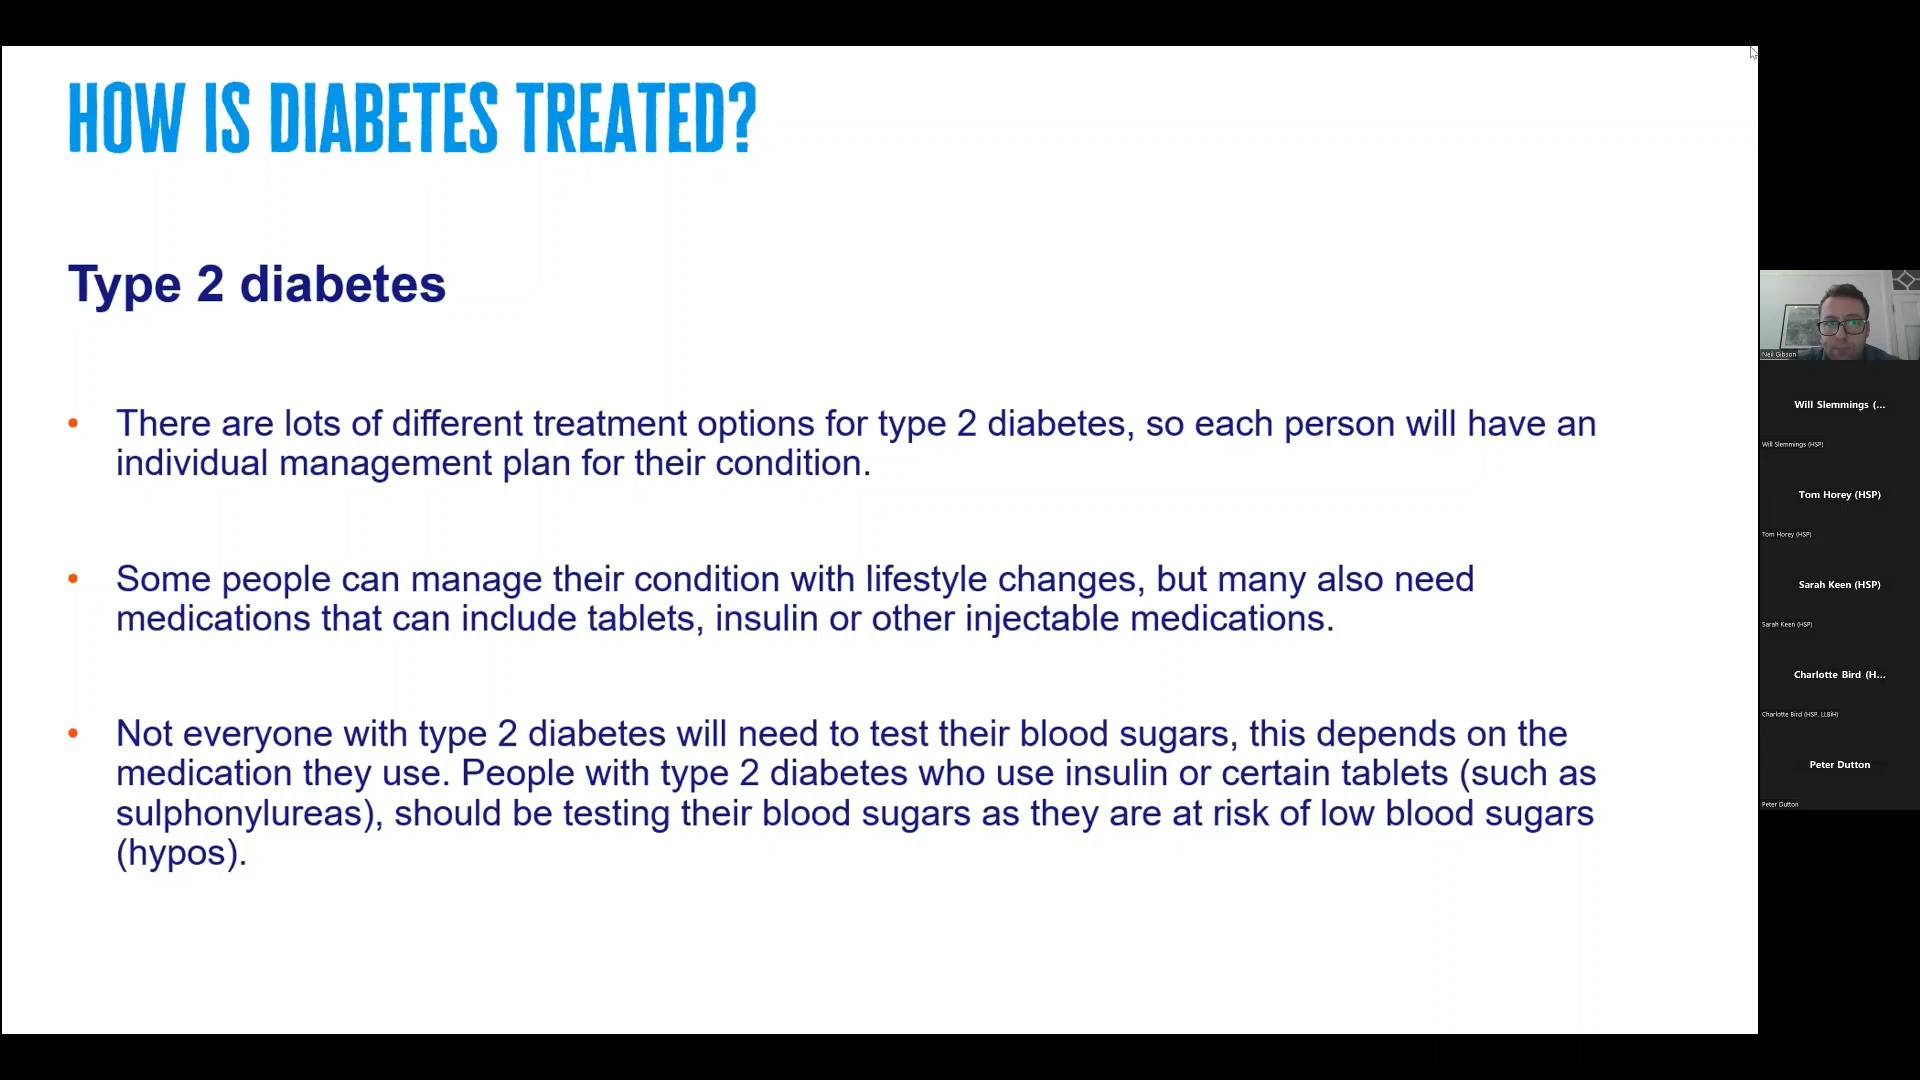 HOW IS DIABETES TREATED?
Type 2 diabetes
• There are lots of different treatment options for type 2 diabetes, so each person will have an
individual management plan for their condition.
• Some people can manage their condition with lifestyle changes, but many also need
medications that can include tablets, insulin or other injectable medications.
• Not everyone with type 2 diabetes will need to test their blood sugars, this depends on the
medication they use. People with type 2 diabetes who use insulin or certain tablets (such as
sulphonylureas), should be testing their blood sugars as they are at risk of low blood sugars
(hypos).
Neil Gibson
Will Slemmings (...
Will Slemmings (HSP)
Tom Horey (HSP)
Tom Horey (HSP)
Sarah Keen (HSP)
Sarah Keen (HSP)
Charlotte Bird (H...
Charlotte Bird (HSP, LLBiH)
Peter Dutton
Peter Dutton